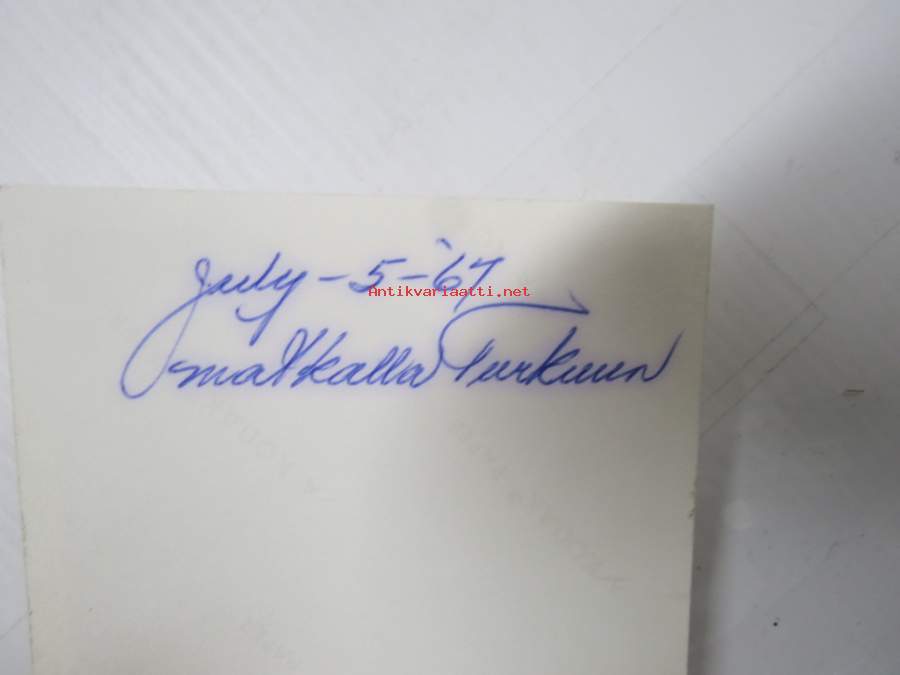 July - 5 - '67
Antikvariaatti.net
matkalla Turkuun